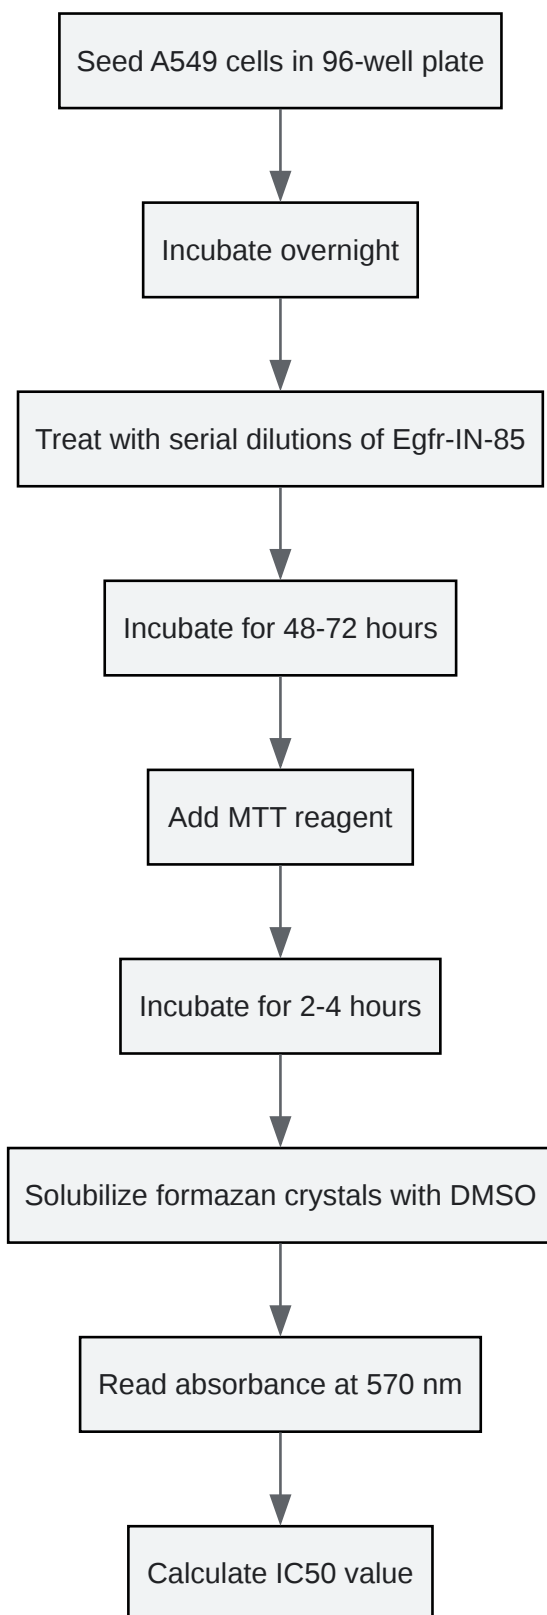 Seed A549 cells in 96-well plate
Incubate overnight
Treat with serial dilutions of Egfr-IN-85
Incubate for 48-72 hours
Add MTT reagent
Incubate for 2-4 hours
Solubilize formazan crystals with DMSO
Read absorbance at 570 nm
Calculate IC50 value